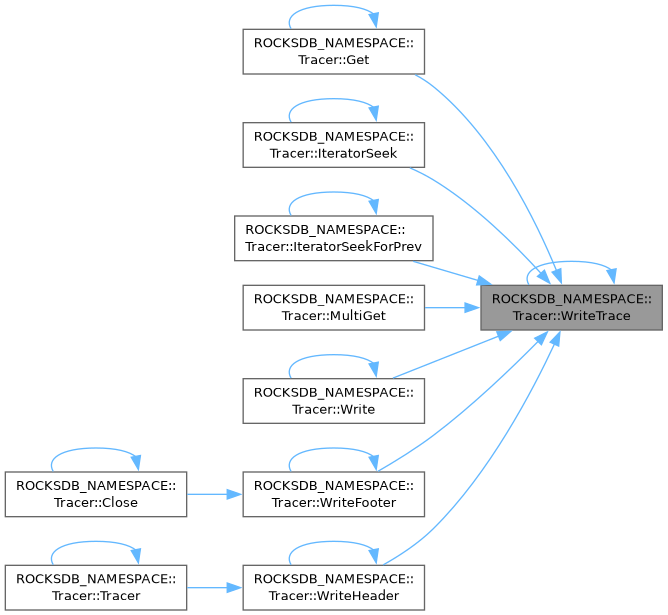 ROCKSDB_NAMESPACE::
Tracer::Get
ROCKSDB_NAMESPACE::
Tracer::IteratorSeek
ROCKSDB_NAMESPACE::
Tracer::IteratorSeekForPrev
ROCKSDB_NAMESPACE::
Tracer::WriteTrace
ROCKSDB_NAMESPACE::
Tracer::MultiGet
ROCKSDB_NAMESPACE::
Tracer::Write
ROCKSDB_NAMESPACE::
Tracer::Close
ROCKSDB_NAMESPACE::
Tracer::WriteFooter
ROCKSDB_NAMESPACE::
Tracer::Tracer
ROCKSDB_NAMESPACE::
Tracer::WriteHeader